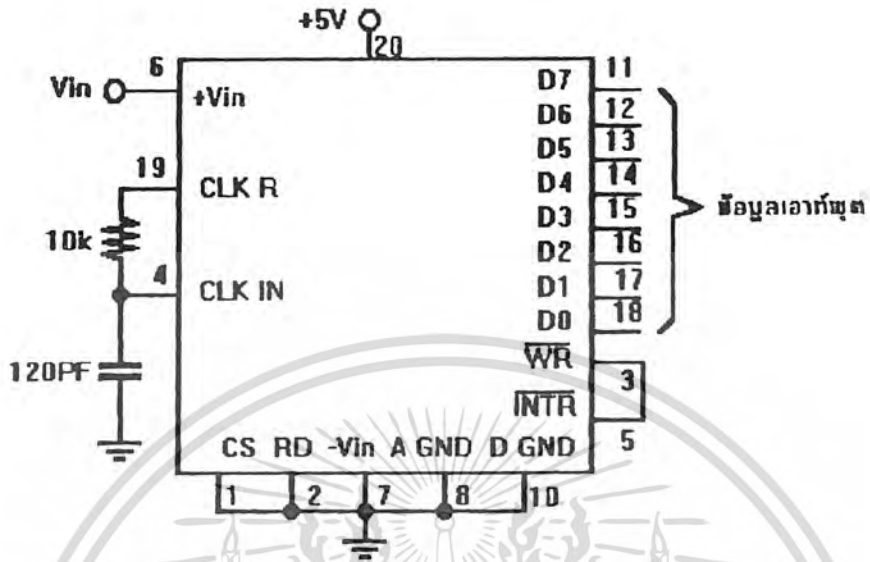 +5V
20
Vin
6
+Vin
19
CLK R
10k
4
CLK IN
120PF
D7 11
D6 12
D5 13
D4 14
D3 15
D2 16
D1 17
D0 18
ข้อมูลเอาท์พุต
WR
3
INTR
5
CS RD -Vin A GND D GND
1 2 7 8 10